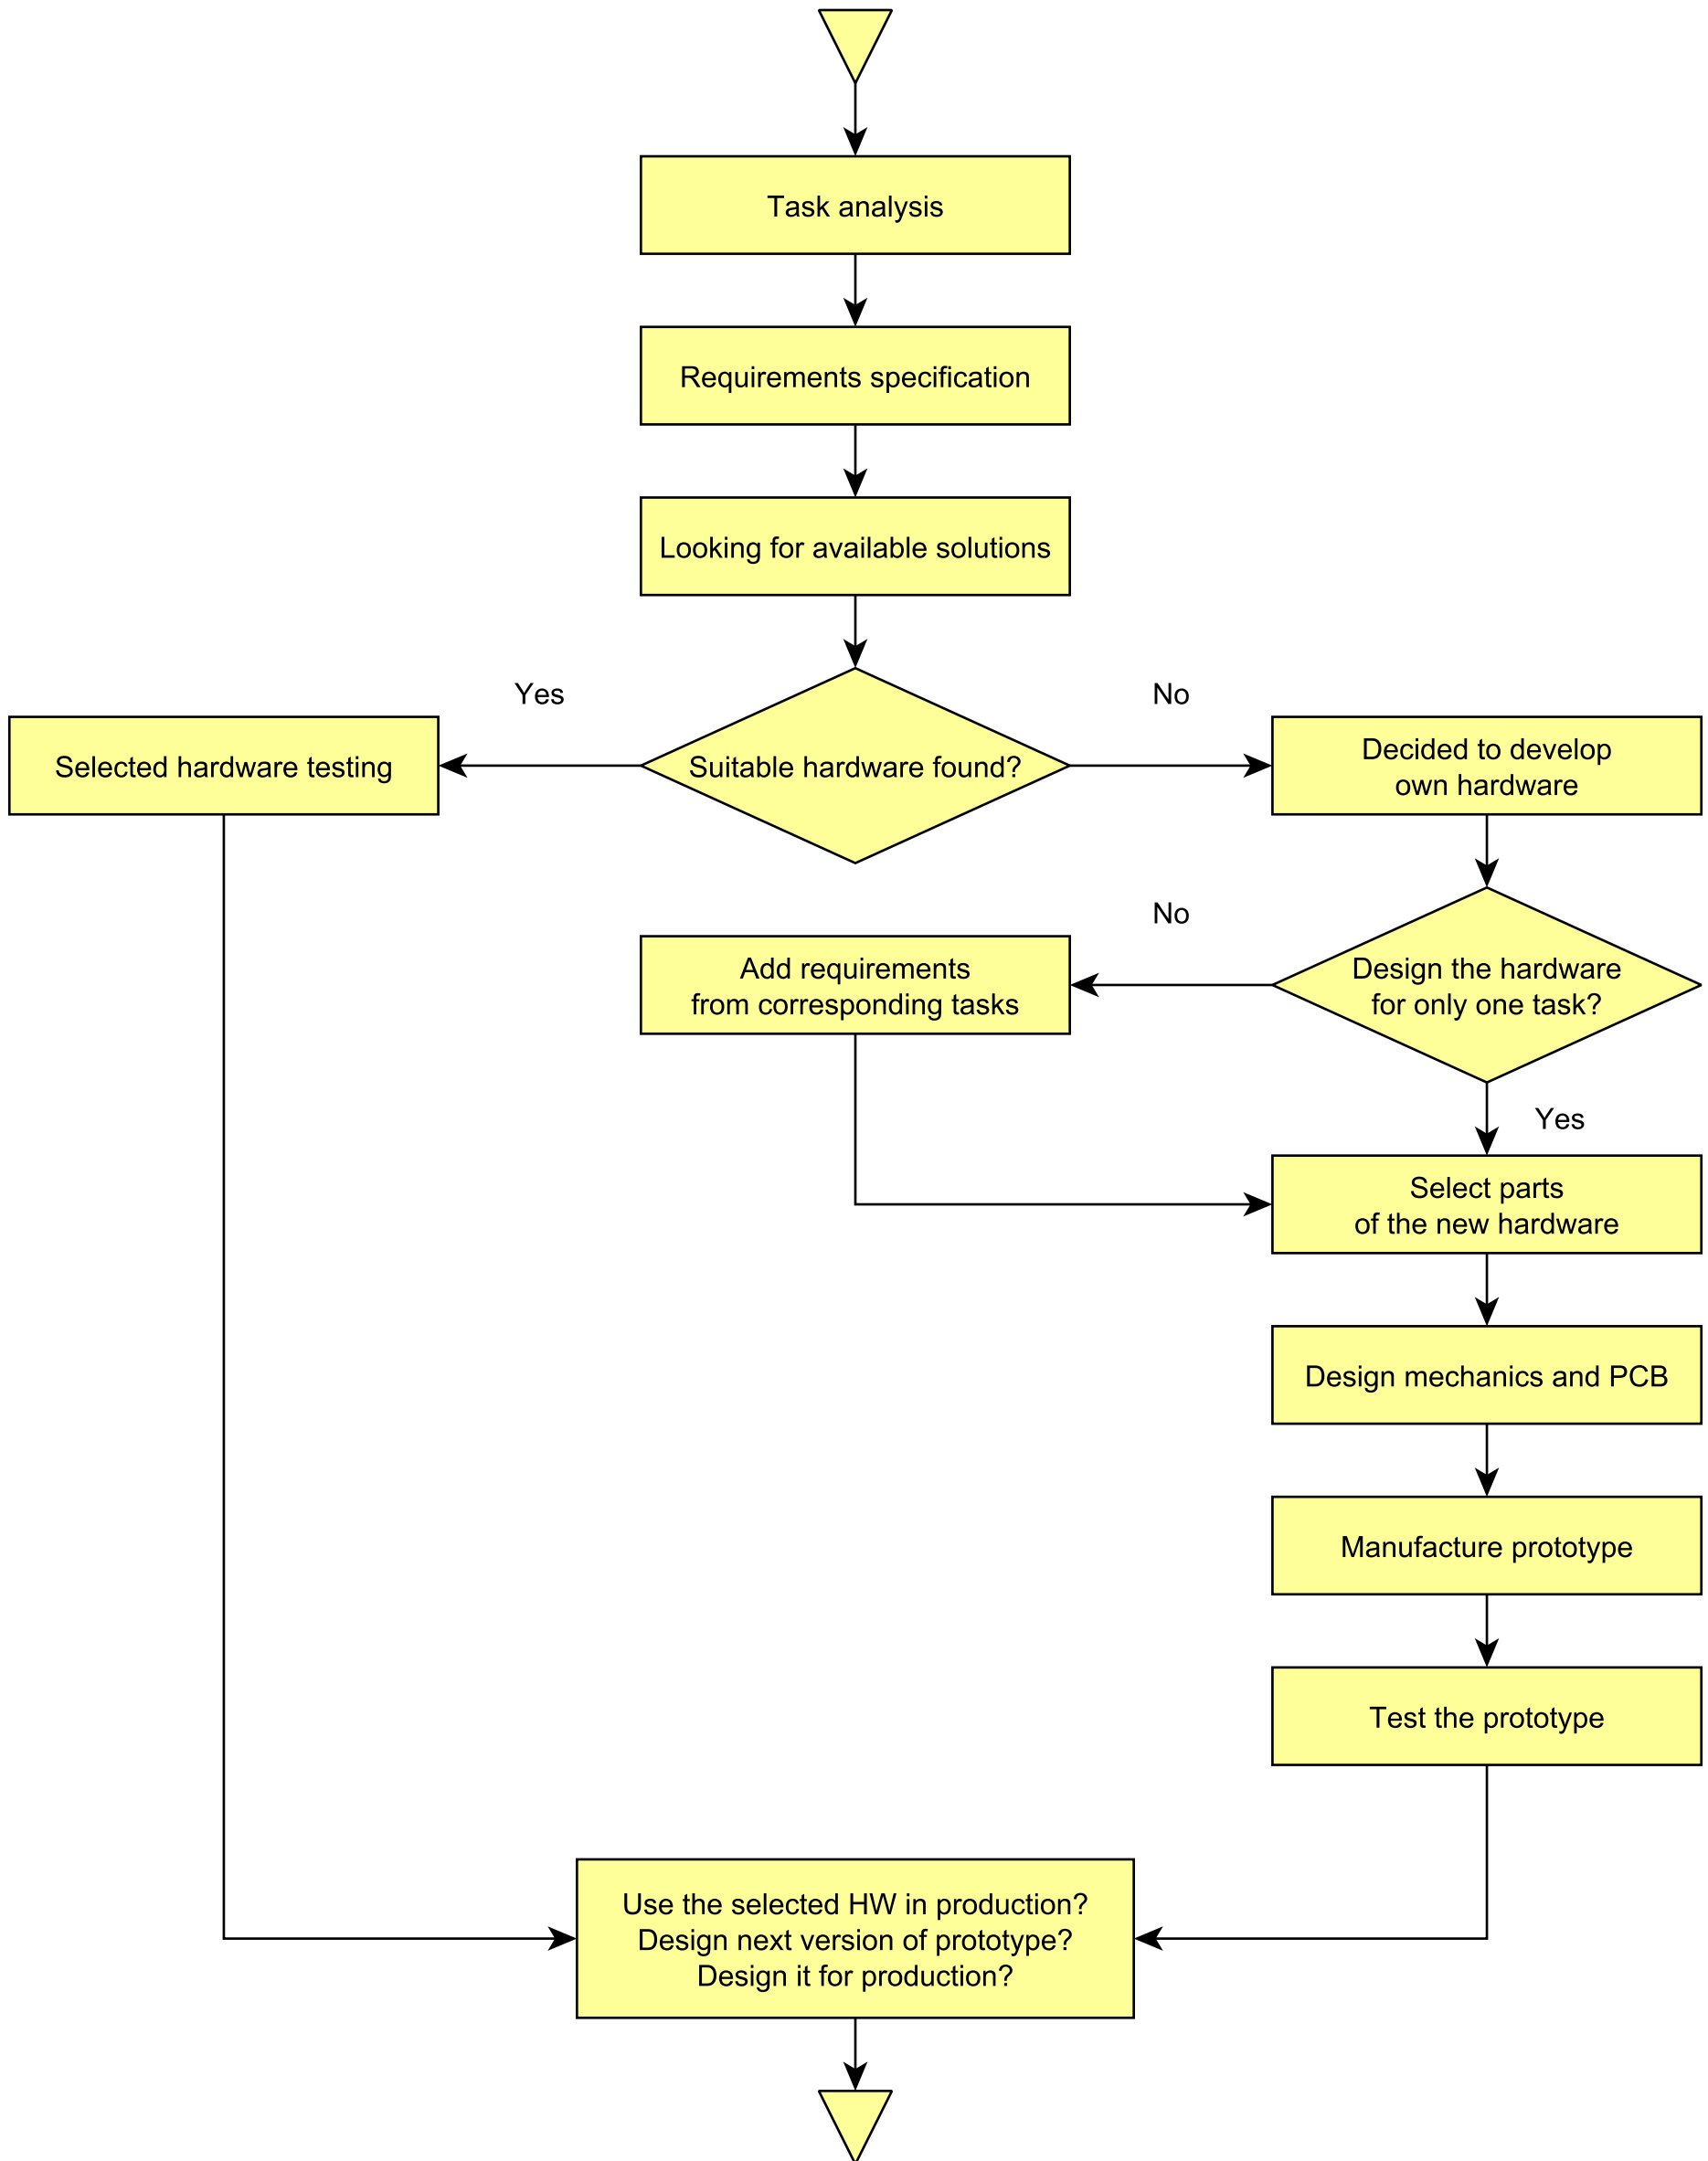 Task analysis
Requirements specification
Looking for available solutions
Yes
No
Selected hardware testing
Suitable hardware found?
Decided to develop
own hardware
No
Add requirements
from corresponding tasks
Design the hardware
for only one task?
Yes
Select parts
of the new hardware
Design mechanics and PCB
Manufacture prototype
Test the prototype
Use the selected HW in production?
Design next version of prototype?
Design it for production?